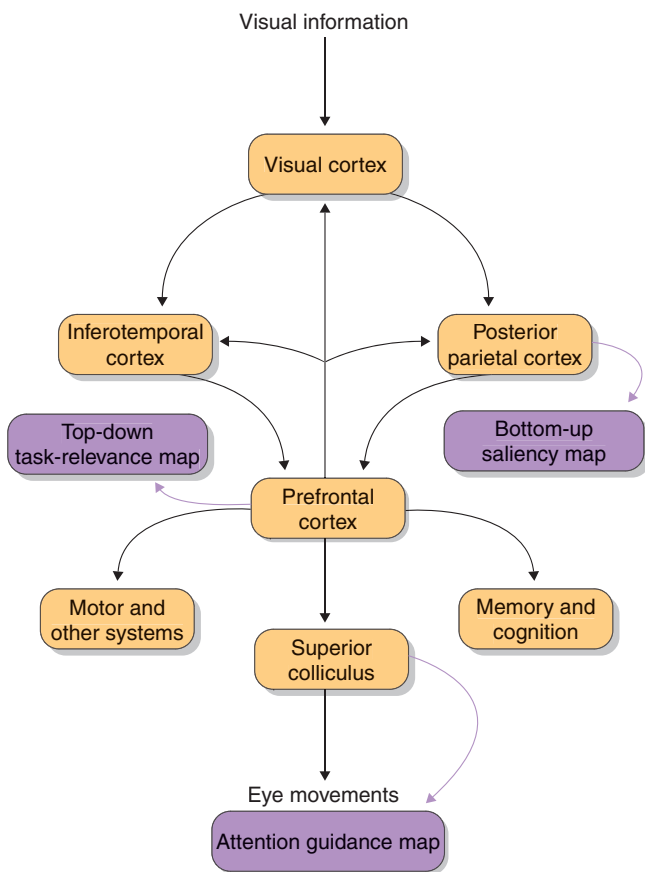 Visual information
Visual cortex
Inferotemporal
cortex
Posterior
parietal cortex
Top-down
task-relevance map
Bottom-up
saliency map
Prefrontal
cortex
Motor and
other systems
Memory and
cognition
Superior
colliculus
Eye movements
Attention guidance map